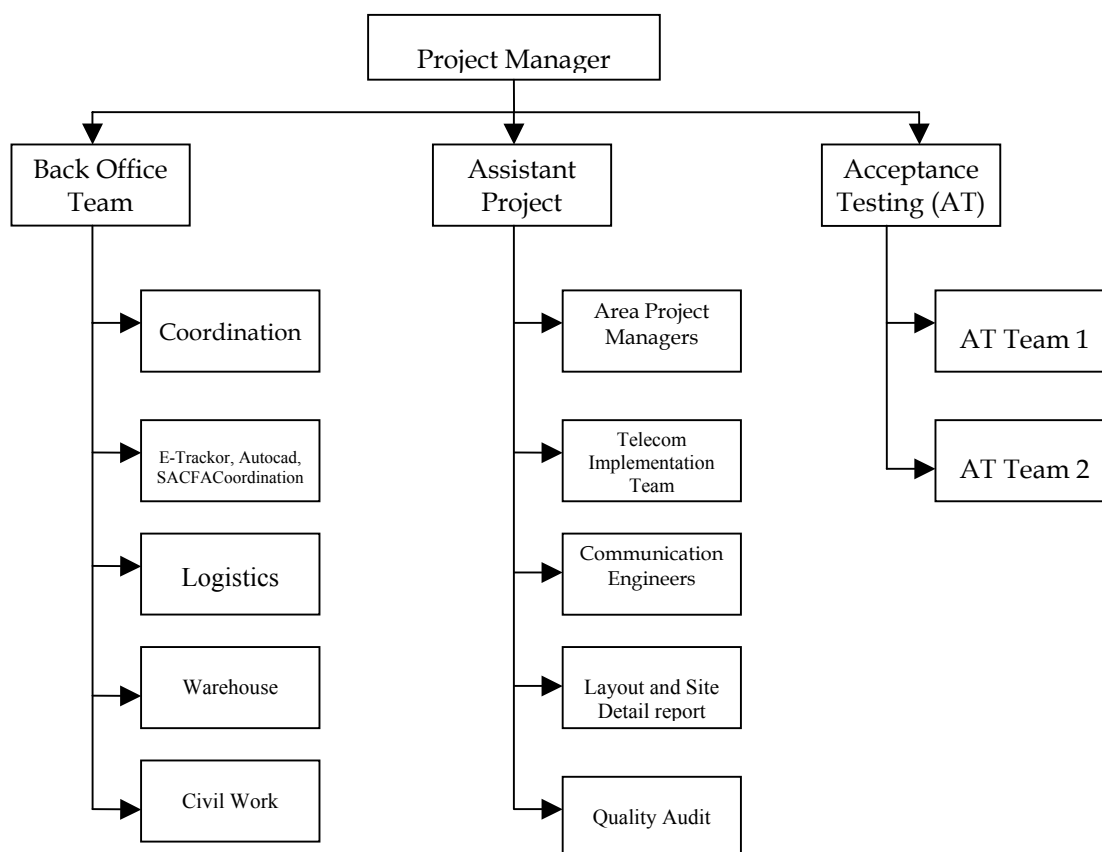 Project Manager
Back Office
Team
Assistant
Project
Acceptance
Testing (AT)
Coordination
E-Trackor, Autocad,
SACFACoordination
Logistics
Warehouse
Civil Work
Area Project
Managers
Telecom
Implementation
Team
Communication
Engineers
Layout and Site
Detail report
Quality Audit
AT Team 1
AT Team 2